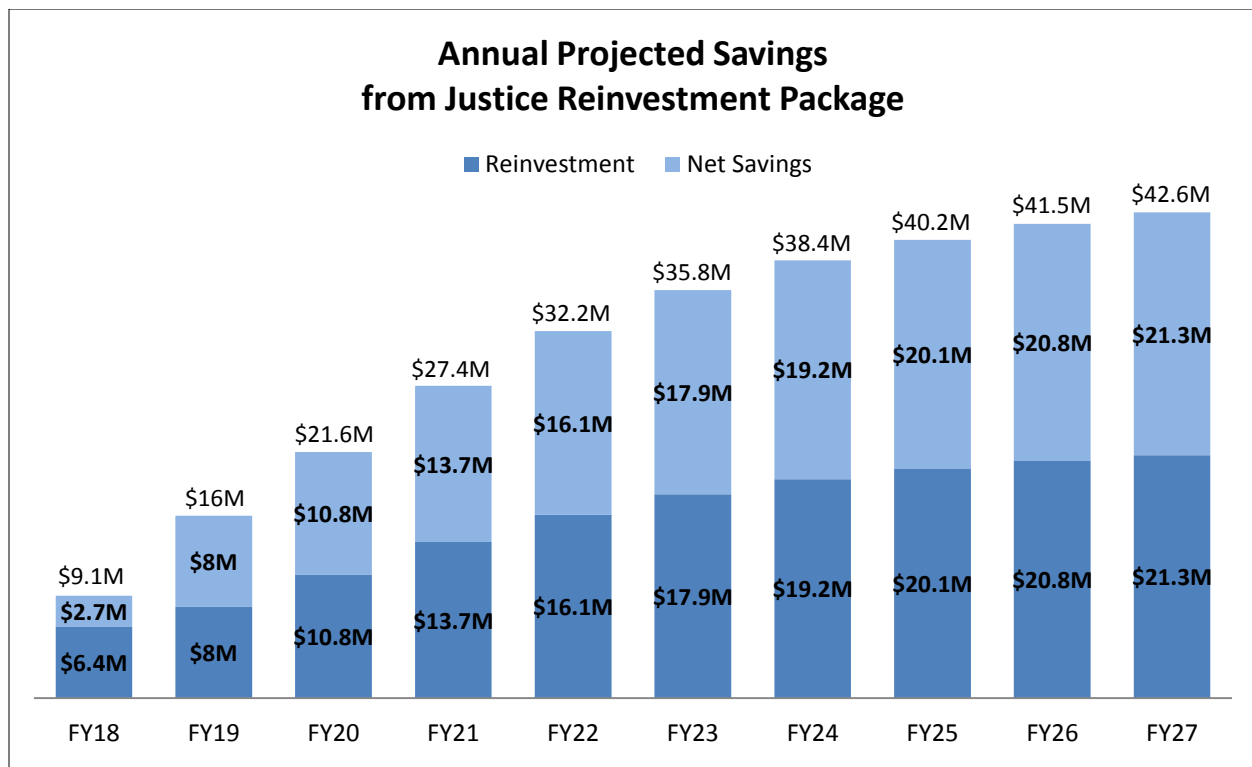 Annual Projected Savings
from Justice Reinvestment Package
Reinvestment Net Savings
$9.1M
$16M
$21.6M
$27.4M
$32.2M
$35.8M
$38.4M
$40.2M
$41.5M
$42.6M
$2.7M
$8M
$10.8M
$13.7M
$16.1M
$17.9M
$19.2M
$20.1M
$20.8M
$21.3M
$6.4M
$8M
$10.8M
$13.7M
$16.1M
$17.9M
$19.2M
$20.1M
$20.8M
$21.3M
FY18 FY19 FY20 FY21 FY22 FY23 FY24 FY25 FY26 FY27